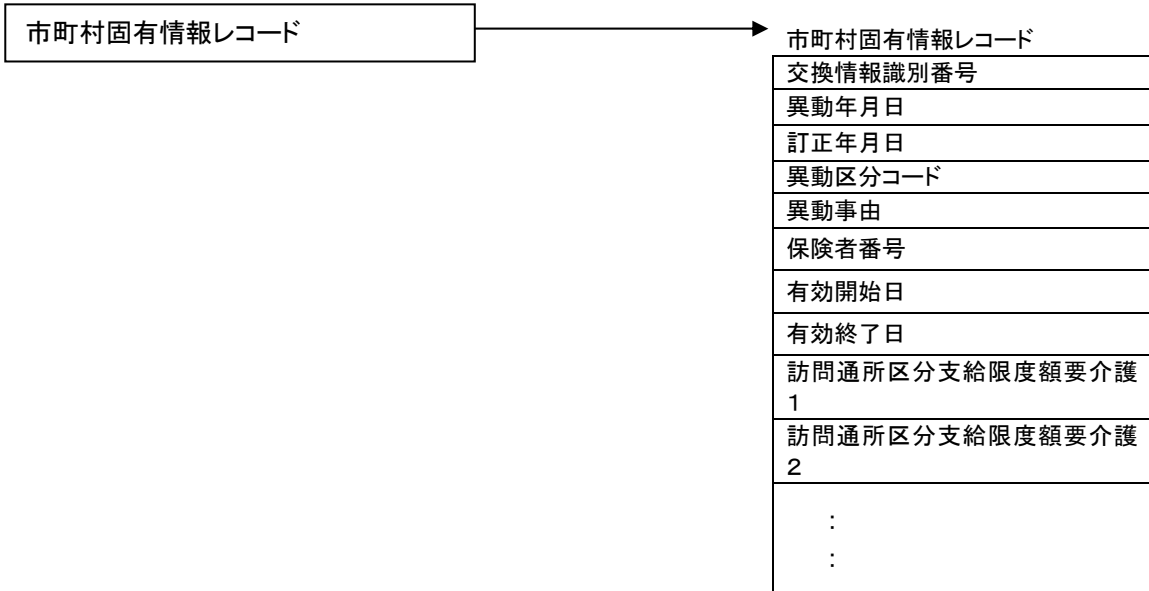 市町村固有情報レコード
市町村固有情報レコード
交換情報識別番号
異動年月日
訂正年月日
異動区分コード
異動事由
保険者番号
有効開始日
有効終了日
訪問通所区分支給限度額要介護
１
訪問通所区分支給限度額要介護
２
：
：